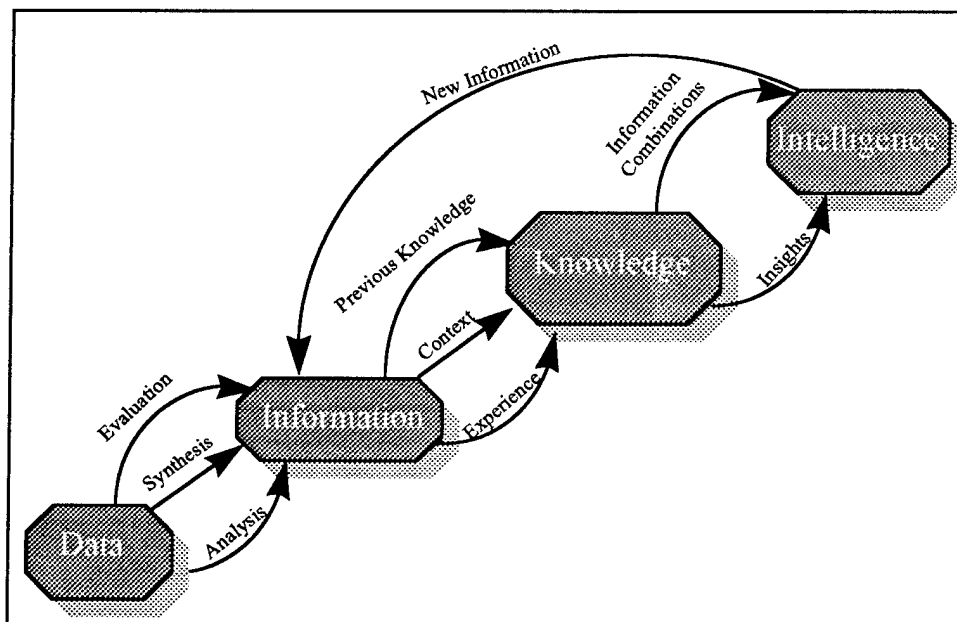 New Information
Information
Combinations
Intelligence
Previous Knowledge
Knowledge
Insights
Context
Evaluation
Information
Experience
Synthesis
Analysis
Data